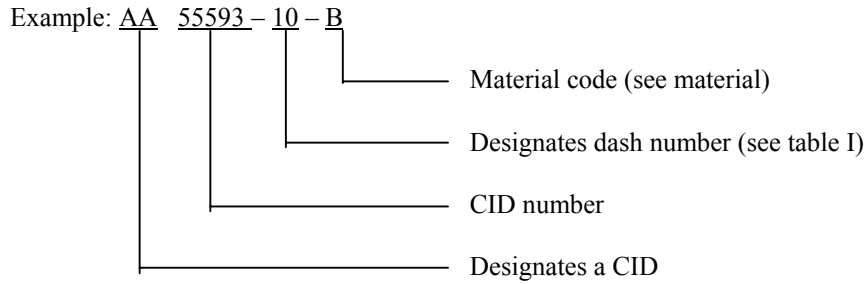 Example: AA 55593 – 10 – B
Material code (see material)
Designates dash number (see table I)
CID number
Designates a CID